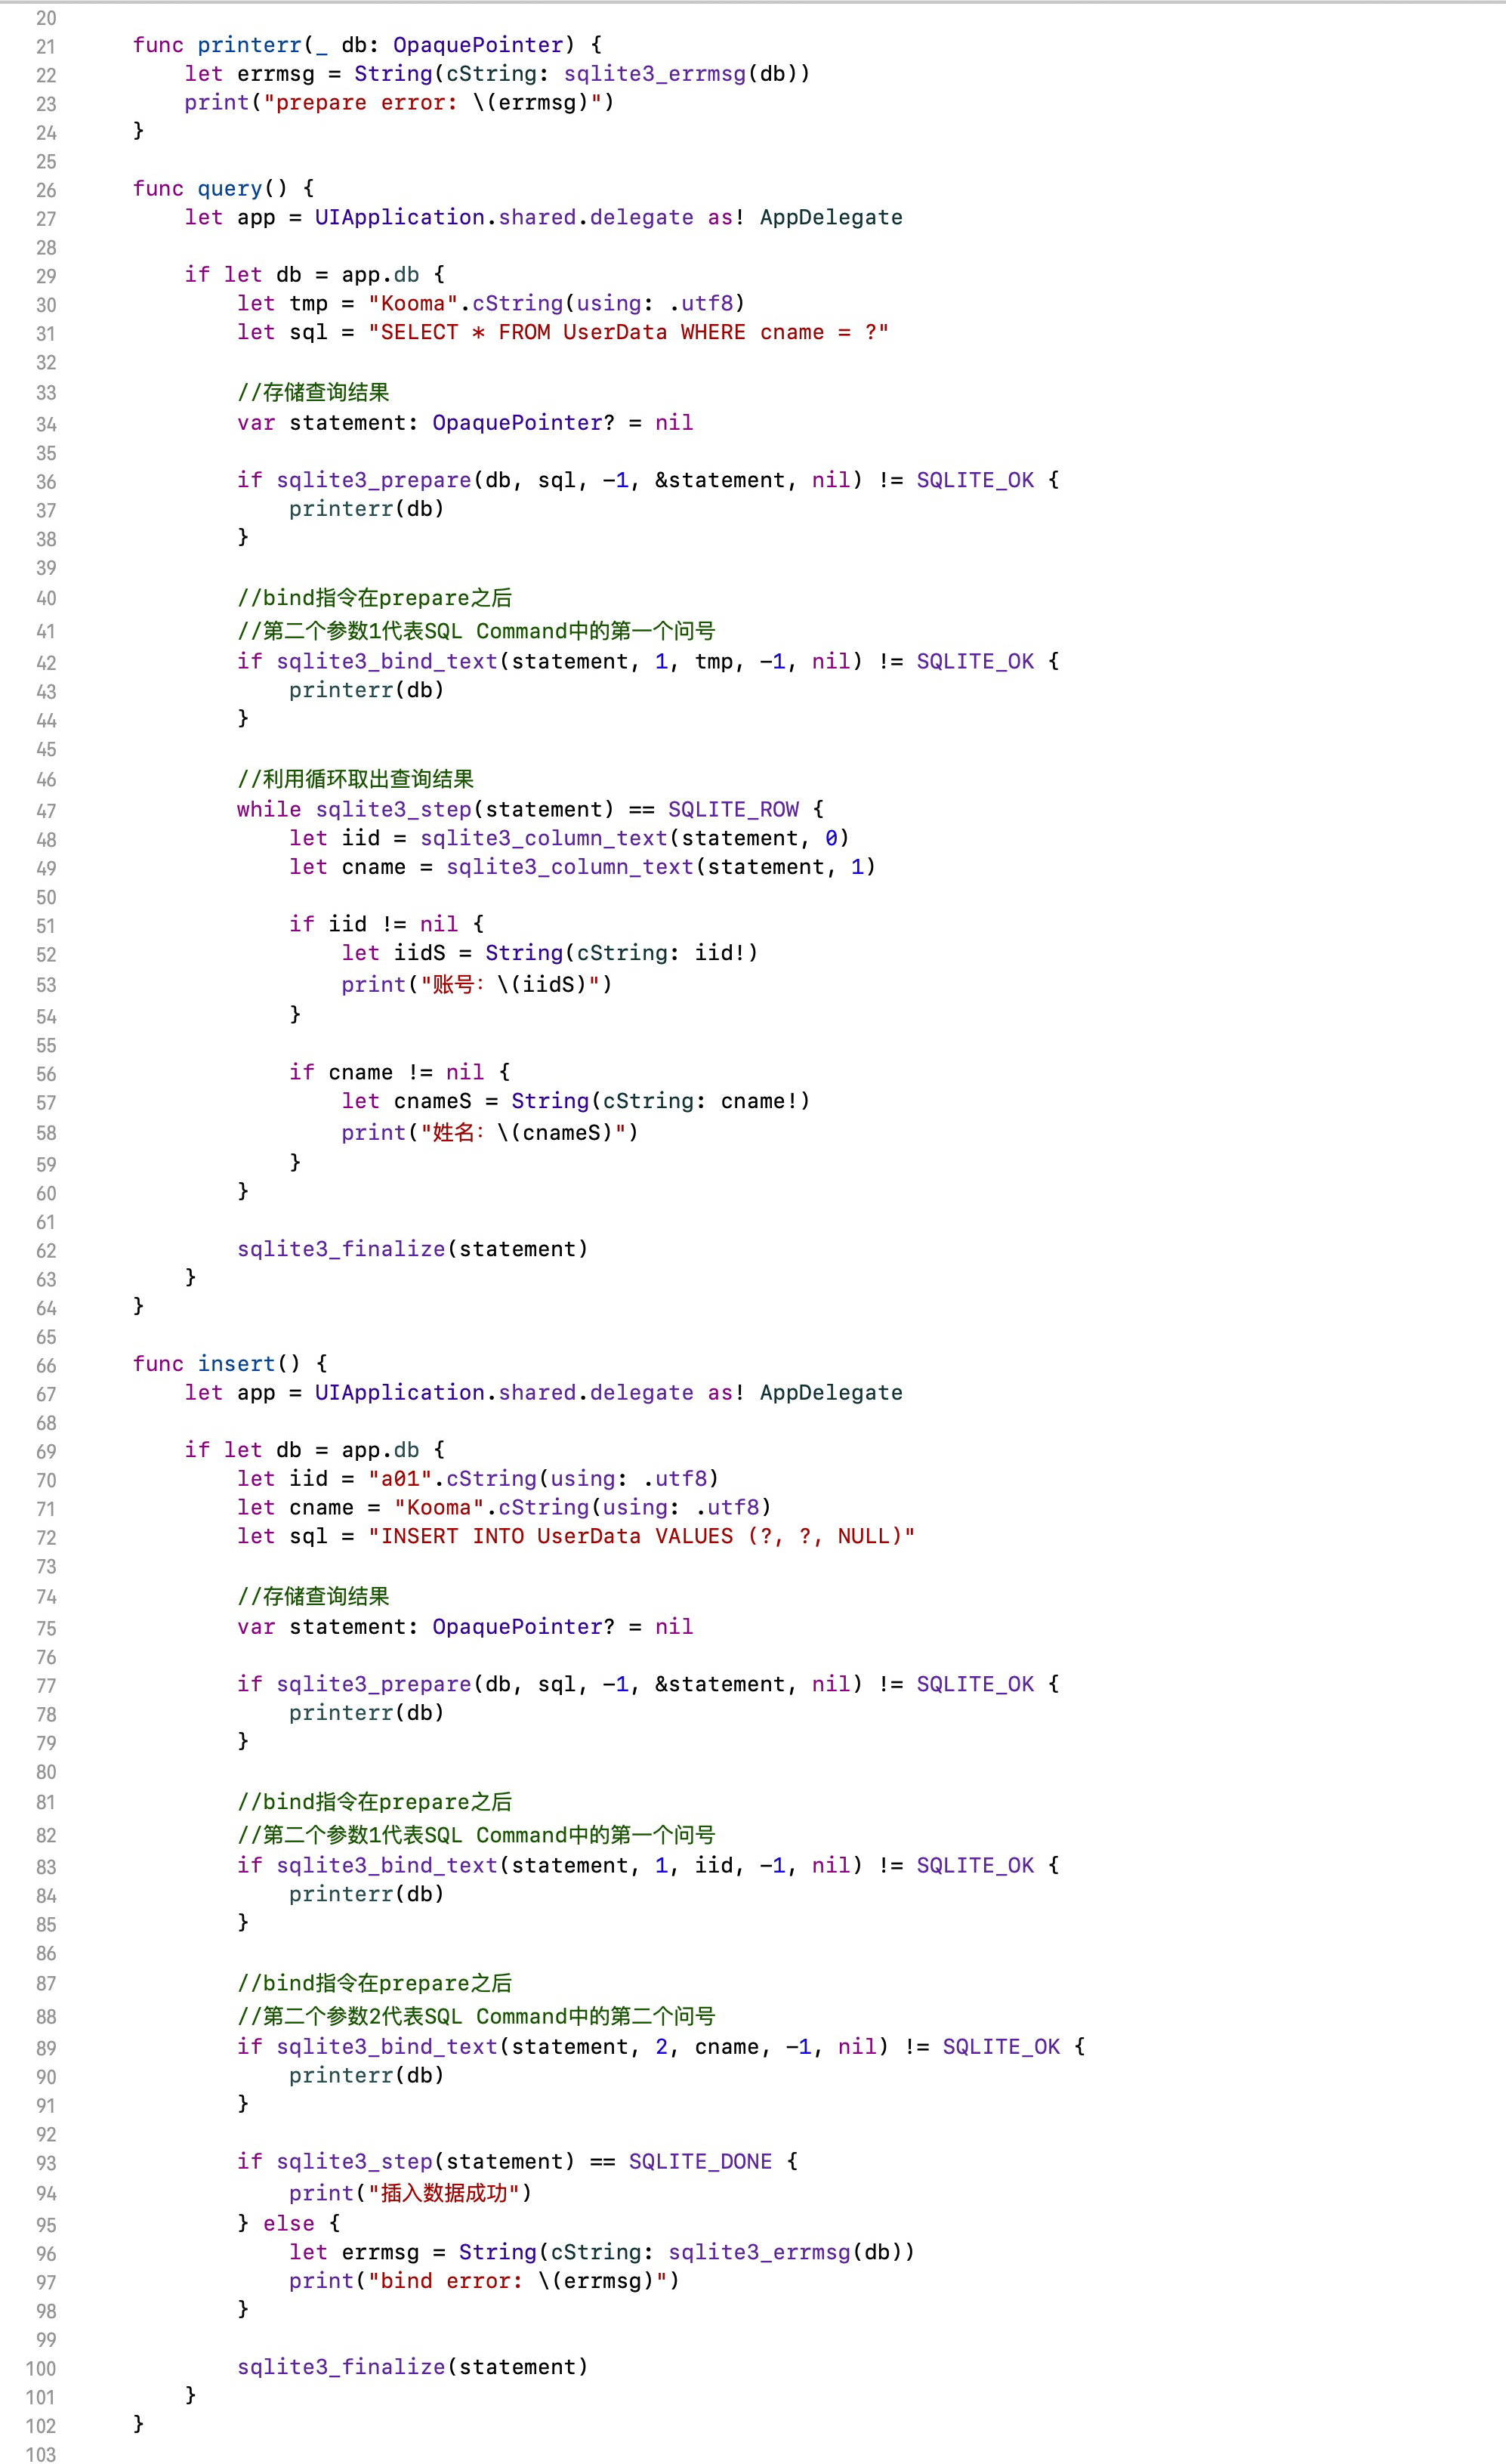 20
21 func printerr(_ db: OpaquePointer) {
22 let errmsg = String(cString: sqlite3_errmsg(db))
23 print("prepare error: \(errmsg)")
24 }
25
26 func query() {
27 let app = UIApplication.shared.delegate as! AppDelegate
28
29 if let db = app.db {
30 let tmp = "Kooma".cString(using: .utf8)
31 let sql = "SELECT * FROM UserData WHERE cname = ?"
32
33 //存储查询结果
34 var statement: OpaquePointer? = nil
35
36 if sqlite3_prepare(db, sql, -1, &statement, nil) != SQLITE_OK {
37 printerr(db)
38 }
39
40 //bind指令在prepare之后
41 //第二个参数1代表SQL Command中的第一个问号
42 if sqlite3_bind_text(statement, 1, tmp, -1, nil) != SQLITE_OK {
43 printerr(db)
44 }
45
46 //利用循环取出查询结果
47 while sqlite3_step(statement) == SQLITE_ROW {
48 let iid = sqlite3_column_text(statement, 0)
49 let cname = sqlite3_column_text(statement, 1)
50
51 if iid != nil {
52 let iidS = String(cString: iid!)
53 print("账号：\(iidS)")
54 }
55
56 if cname != nil {
57 let cnameS = String(cString: cname!)
58 print("姓名：\(cnameS)")
59 }
60 }
61
62 sqlite3_finalize(statement)
63 }
64 }
65
66 func insert() {
67 let app = UIApplication.shared.delegate as! AppDelegate
68
69 if let db = app.db {
70 let iid = "a01".cString(using: .utf8)
71 let cname = "Kooma".cString(using: .utf8)
72 let sql = "INSERT INTO UserData VALUES (?, ?, NULL)"
73
74 //存储查询结果
75 var statement: OpaquePointer? = nil
76
77 if sqlite3_prepare(db, sql, -1, &statement, nil) != SQLITE_OK {
78 printerr(db)
79 }
80
81 //bind指令在prepare之后
82 //第二个参数1代表SQL Command中的第一个问号
83 if sqlite3_bind_text(statement, 1, iid, -1, nil) != SQLITE_OK {
84 printerr(db)
85 }
86
87 //bind指令在prepare之后
88 //第二个参数2代表SQL Command中的第二个问号
89 if sqlite3_bind_text(statement, 2, cname, -1, nil) != SQLITE_OK {
90 printerr(db)
91 }
92
93 if sqlite3_step(statement) == SQLITE_DONE {
94 print("插入数据成功")
95 } else {
96 let errmsg = String(cString: sqlite3_errmsg(db))
97 print("bind error: \(errmsg)")
98 }
99
100 sqlite3_finalize(statement)
101 }
102 }
103